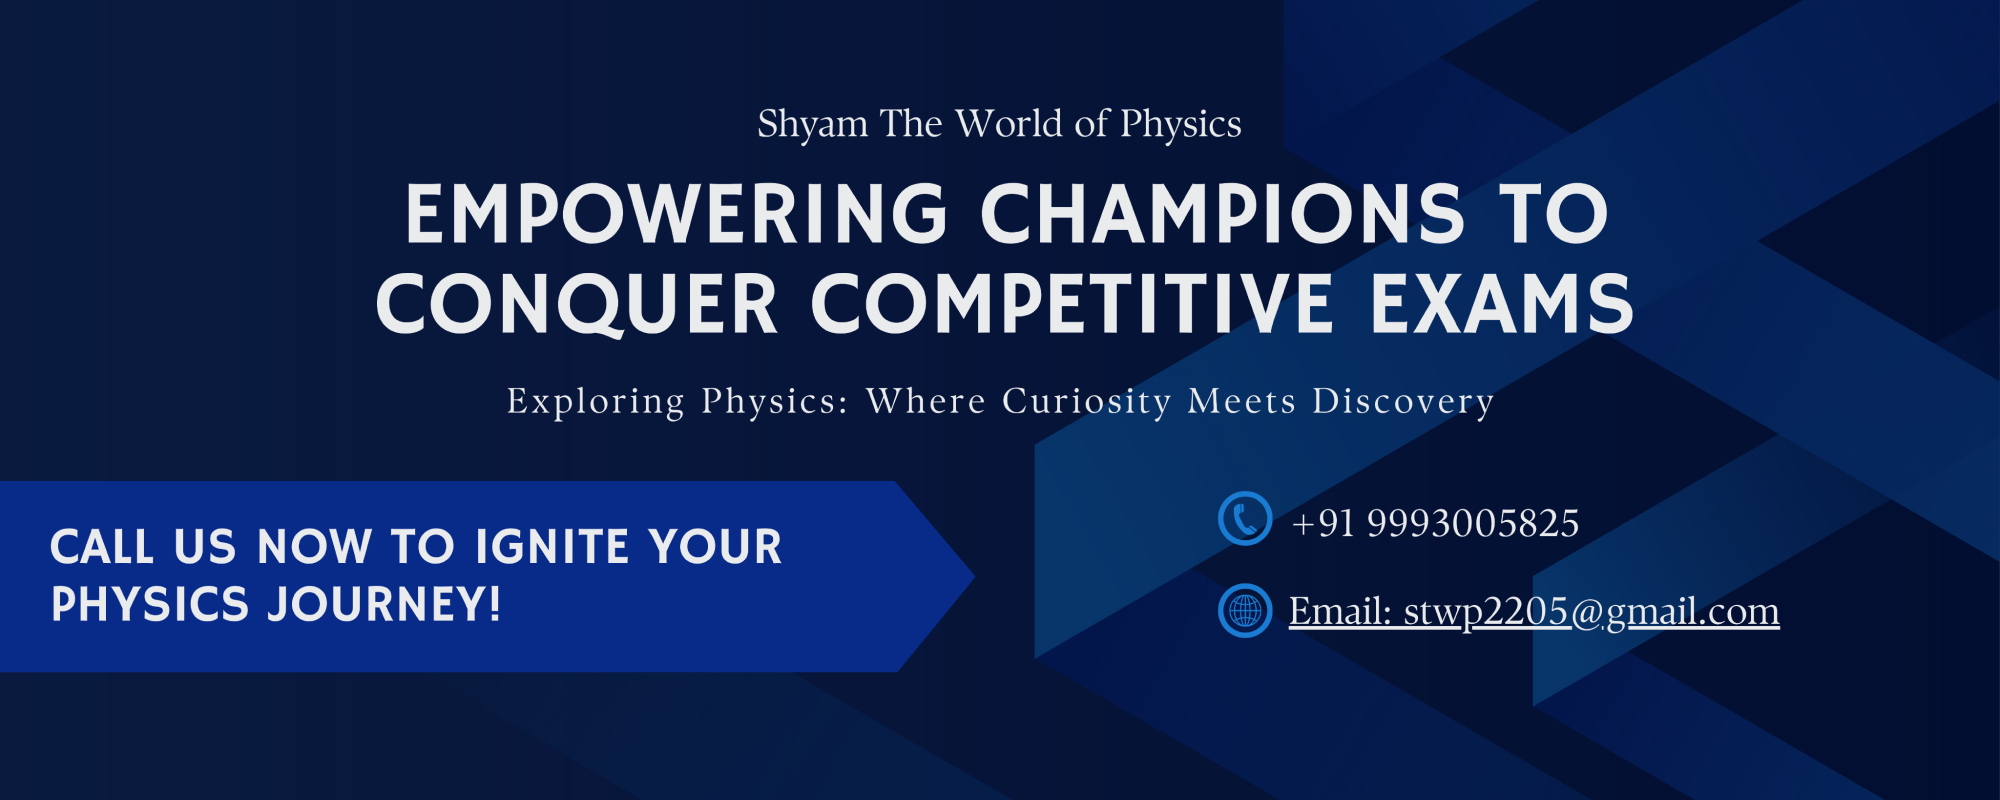 Shyam The World of Physics
EMPOWERING CHAMPIONS TO
CONQUER COMPETITIVE EXAMS
Exploring Physics: Where Curiosity Meets Discovery
CALL US NOW TO IGNITE YOUR
PHYSICS JOURNEY!
+91 9993005825
Email: stwp2205@gmail.com